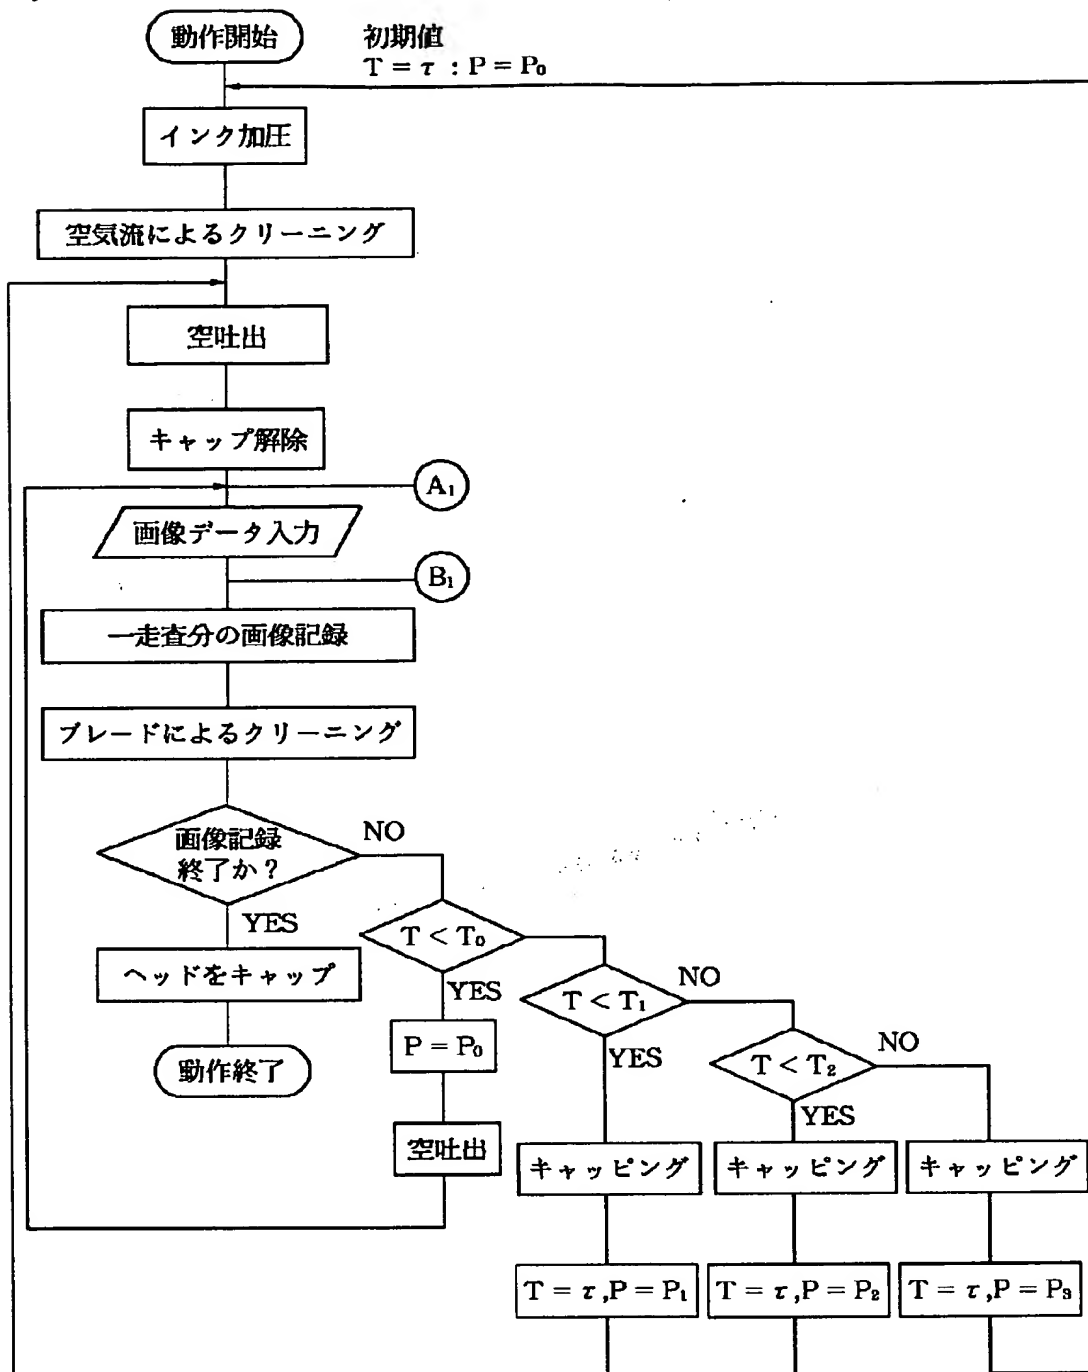 動作開始
初期値
T = τ : P = P₀
インク加圧
空気流によるクリーニング
空吐出
キャップ解除
A₁
画像データ入力
B₁
一走査分の画像記録
ブレードによるクリーニング
画像記録
終了か?
NO
YES
T < T₀
YES
ヘッドをキャップ
T < T₁
NO
YES
P = P₀
動作終了
T < T₂
NO
YES
空吐出
キャッピング
キャッピング
キャッピング
T = τ ,P = P₁
T = τ ,P = P₂
T = τ ,P = P₃